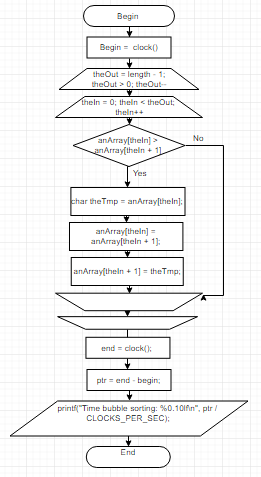 Begin
Begin = clock()
theOut = length - 1;
theOut > 0; theOut--
theIn = 0; theIn < theOut;
theIn++
anArray[theIn] >
anArray[theIn + 1]
No
Yes
char theTmp = anArray[theIn];
anArray[theIn] =
anArray[theIn + 1];
anArray[theIn + 1] = theTmp;
end = clock();
ptr = end - begin;
printf("Time bubble sorting: %0.10lf\n", ptr /
CLOCKS_PER_SEC);
End